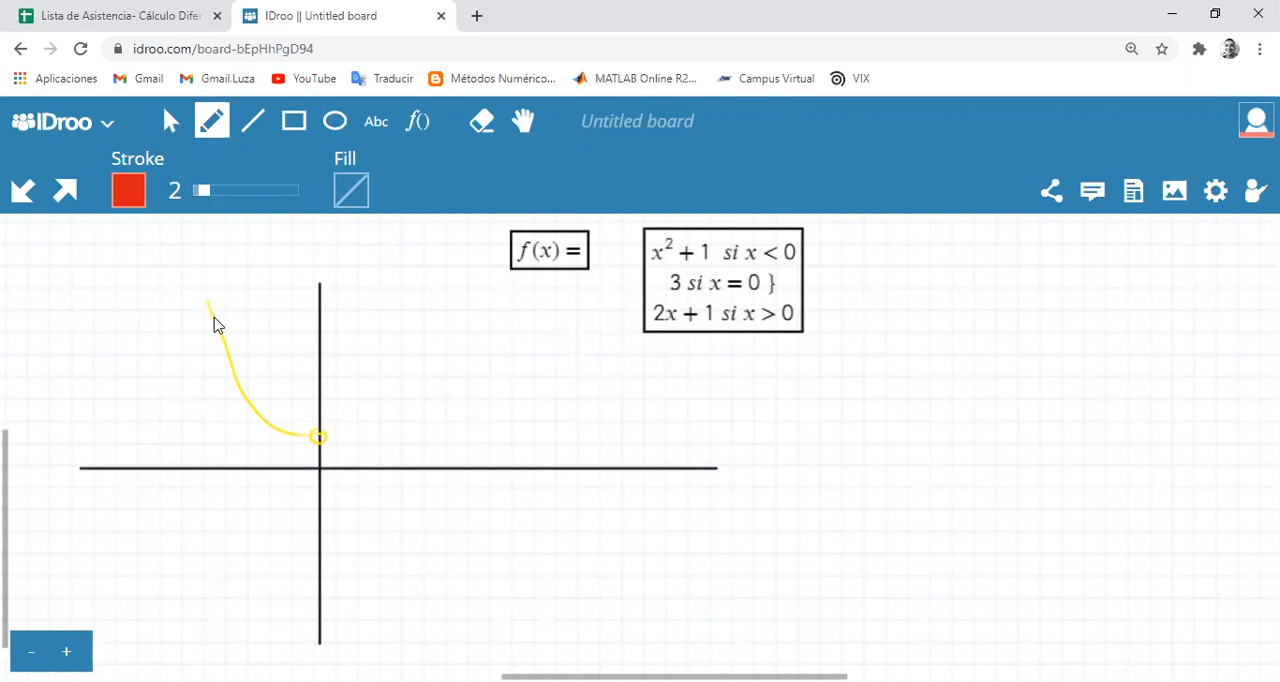 Lista de Asistencia- Cálculo Difer
IDroo || Untitled board
idroo.com/board-bEpHhPgD94
Aplicaciones Gmail Gmail.Luza YouTube Traducir Métodos Numérico... MATLAB Online R2... Campus Virtual VIX
IDroo Abc f() Untitled board
Stroke Fill
2
f(x) = x² + 1 si x < 0
3 si x = 0 }
2x + 1 si x > 0
- +